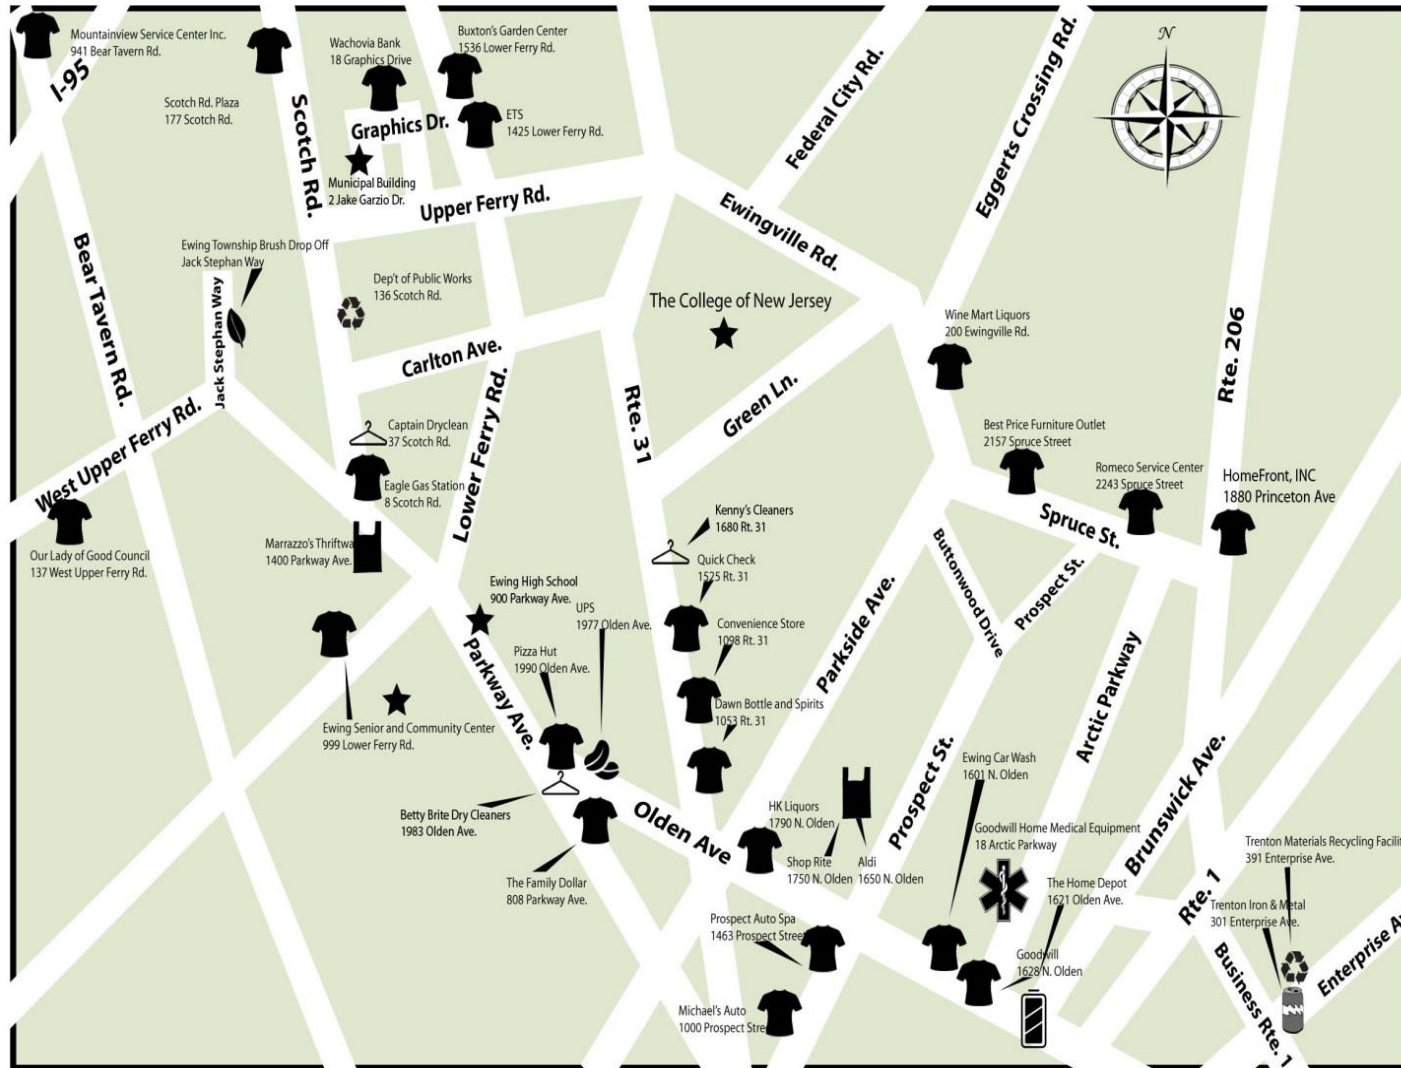 Mountainview Service Center Inc.
941 Bear Tavern Rd.
I-95
Scotch Rd. Plaza
177 Scotch Rd.
Scotch Rd.
Wachovia Bank
18 Graphics Drive
Graphics Dr.
Buxton's Garden Center
1536 Lower Ferry Rd.
ETS
1425 Lower Ferry Rd.
Municipal Building
2 Jake Garzio Dr.
Upper Ferry Rd.
Federal City Rd.
Eggerts Crossing Rd.
N
Ewingville Rd.
Bear Tavern Rd.
Ewing Township Brush Drop Off
Jack Stephan Way
Jack Stephan Way
Dep't of Public Works
136 Scotch Rd.
The College of New Jersey
Wine Mart Liquors
200 Ewingville Rd.
Rte. 206
Carlton Ave.
Lower Ferry Rd.
Rte. 31
Green Ln.
West Upper Ferry Rd.
Captain Dryclean
37 Scotch Rd.
Eagle Gas Station
8 Scotch Rd.
Best Price Furniture Outlet
2157 Spruce Street
Romeco Service Center
2243 Spruce Street
HomeFront, INC
1880 Princeton Ave
Spruce St.
Our Lady of Good Council
137 West Upper Ferry Rd.
Marrazzo's Thriftwa
1400 Parkway Ave.
Kenny's Cleaners
1680 Rt. 31
Quick Check
1525 Rt. 31
Buttonwood Drive
Prospect St.
Ewing High School
900 Parkway Ave.
UPS
1977 Olden Ave.
Convenience Store
1098 Rt. 31
Parkside Ave.
Arctic Parkway
Pizza Hut
1990 Olden Ave.
Parkway Ave.
Dawn Bottle and Spirits
1053 Rt. 31
Ewing Senior and Community Center
999 Lower Ferry Rd.
Prospect St.
Ewing Car Wash
1601 N. Olden
Brunswick Ave.
Betty Brite Dry Cleaners
1983 Olden Ave.
Olden Ave
HK Liquors
1790 N. Olden
Shop Rite
1750 N. Olden
Aldi
1650 N. Olden
Goodwill Home Medical Equipment
18 Arctic Parkway
The Home Depot
1621 Olden Ave.
Rte. 1
Trenton Materials Recycling Facilit
391 Enterprise Ave.
Trenton Iron & Metal
301 Enterprise Ave.
The Family Dollar
808 Parkway Ave.
Prospect Auto Spa
1463 Prospect Street
Goodwill
1628 N. Olden
Business Rte. 1
Enterprise Av
Michael's Auto
1000 Prospect Stre